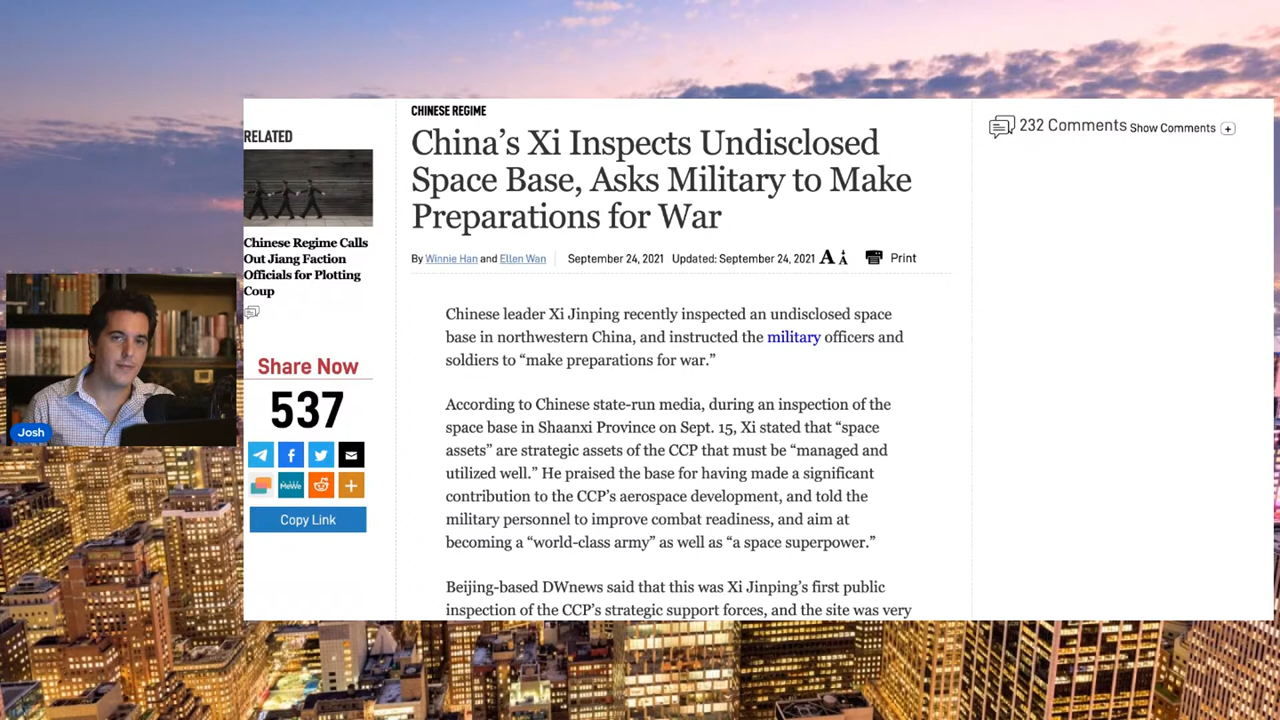 CHINESE REGIME
China’s Xi Inspects Undisclosed
Space Base, Asks Military to Make
Preparations for War
By Winnie Han and Ellen Wan September 24, 2021 Updated: September 24, 2021 A A Print
Chinese leader Xi Jinping recently inspected an undisclosed space
base in northwestern China, and instructed the military officers and
soldiers to “make preparations for war.”
According to Chinese state-run media, during an inspection of the
space base in Shaanxi Province on Sept. 15, Xi stated that “space
assets” are strategic assets of the CCP that must be “managed and
utilized well.” He praised the base for having made a significant
contribution to the CCP’s aerospace development, and told the
military personnel to improve combat readiness, and aim at
becoming a “world-class army” as well as “a space superpower.”
Beijing-based DWnews said that this was Xi Jinping’s first public
inspection of the CCP’s strategic support forces, and the site was very
RELATED
Chinese Regime Calls
Out Jiang Faction
Officials for Plotting
Coup
Share Now
537
MeWe
Copy Link
232 Comments Show Comments +
Josh